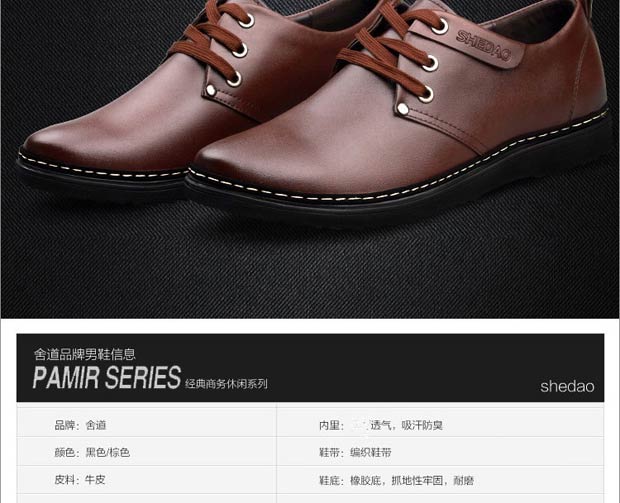 SHEDAO
舍道品牌男鞋信息
PAMIR SERIES 经典商务休闲系列
shedao
品牌：舍道
内里： 透气，吸汗防臭
颜色：黑色/棕色
鞋带：编织鞋带
皮料：牛皮
鞋底：橡胶底，抓地性牢固，耐磨